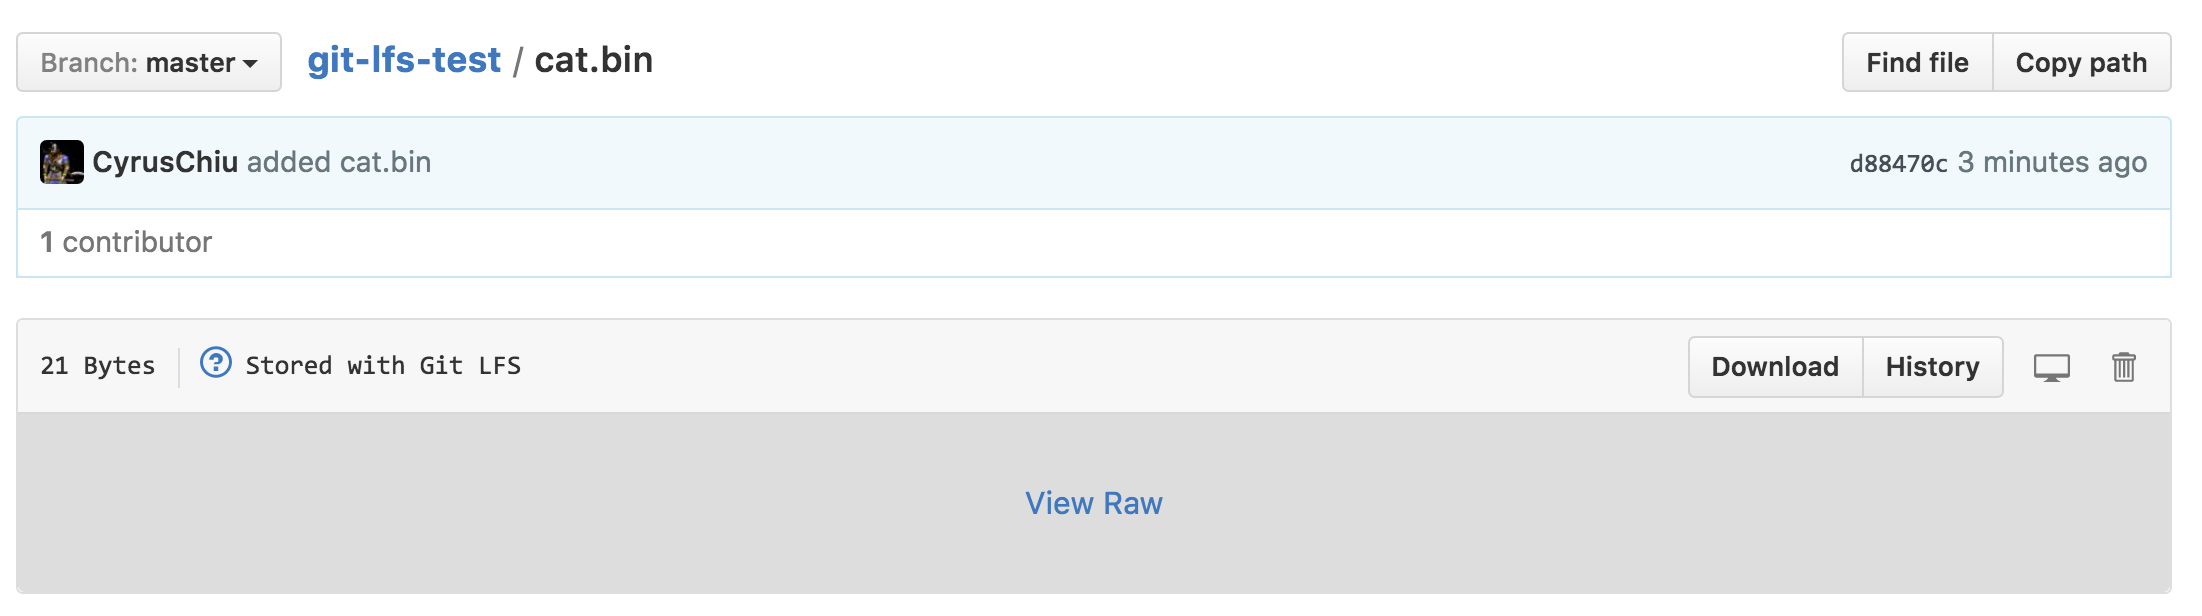 Branch: master git-lfs-test / cat.bin Find file Copy path
CyrusChiu added cat.bin d88470c 3 minutes ago
1 contributor
21 Bytes ? Stored with Git LFS Download History
View Raw